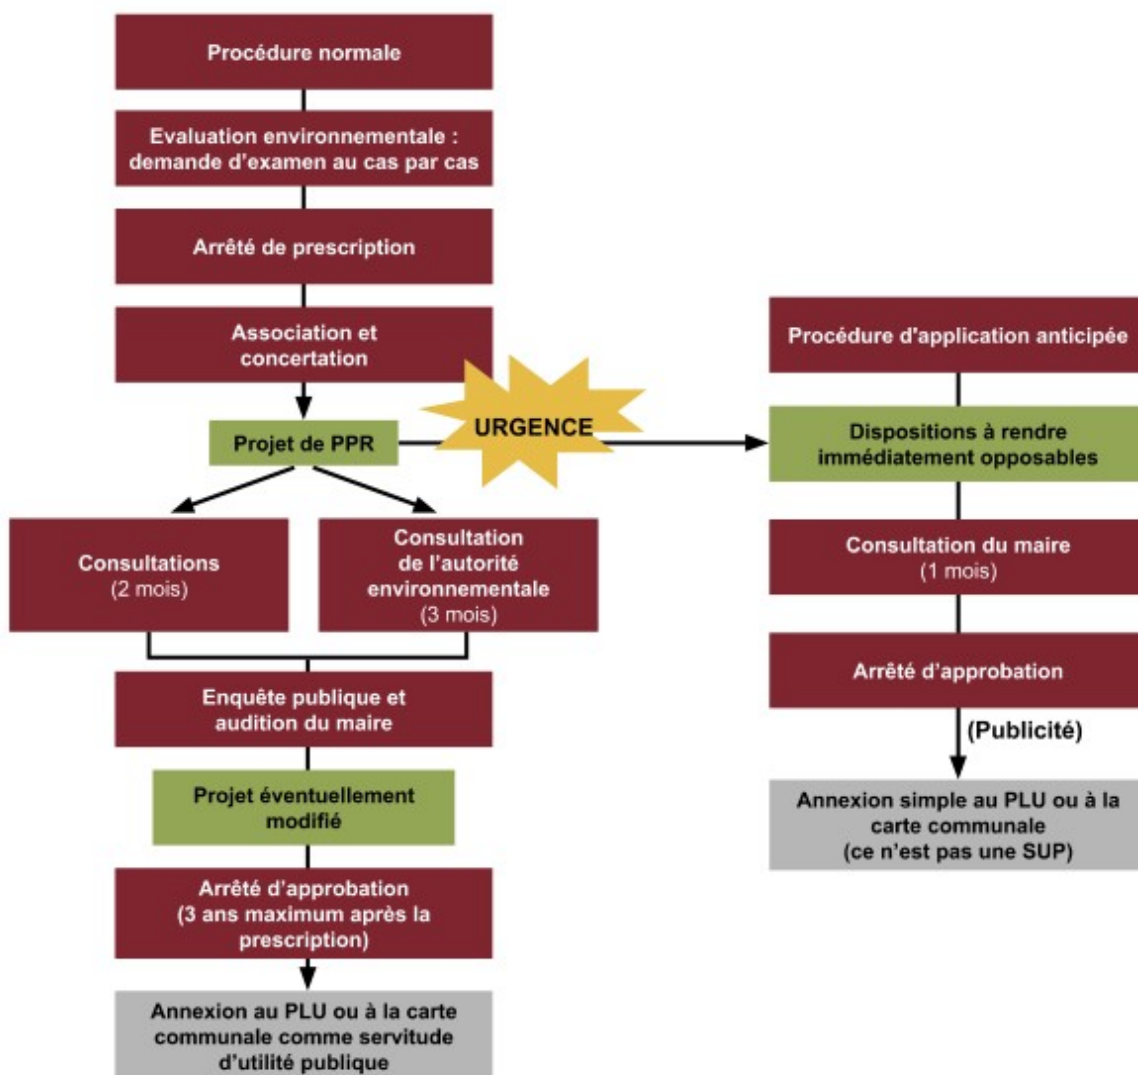 Procédure normale
Evaluation environnementale :
demande d'examen au cas par cas
Arrêté de prescription
Association et
concertation
URGENCE
Projet de PPR
Consultations
(2 mois)
Consultation
de l'autorité
environnementale
(3 mois)
Enquête publique et
audition du maire
Projet éventuellement
modifié
Arrêté d'approbation
(3 ans maximum après la
prescription)
Annexion au PLU ou à la carte
communale comme servitude
d'utilité publique
Procédure d'application anticipée
Dispositions à rendre
immédiatement opposables
Consultation du maire
(1 mois)
Arrêté d'approbation
(Publicité)
Annexion simple au PLU ou à la
carte communale
(ce n'est pas une SUP)